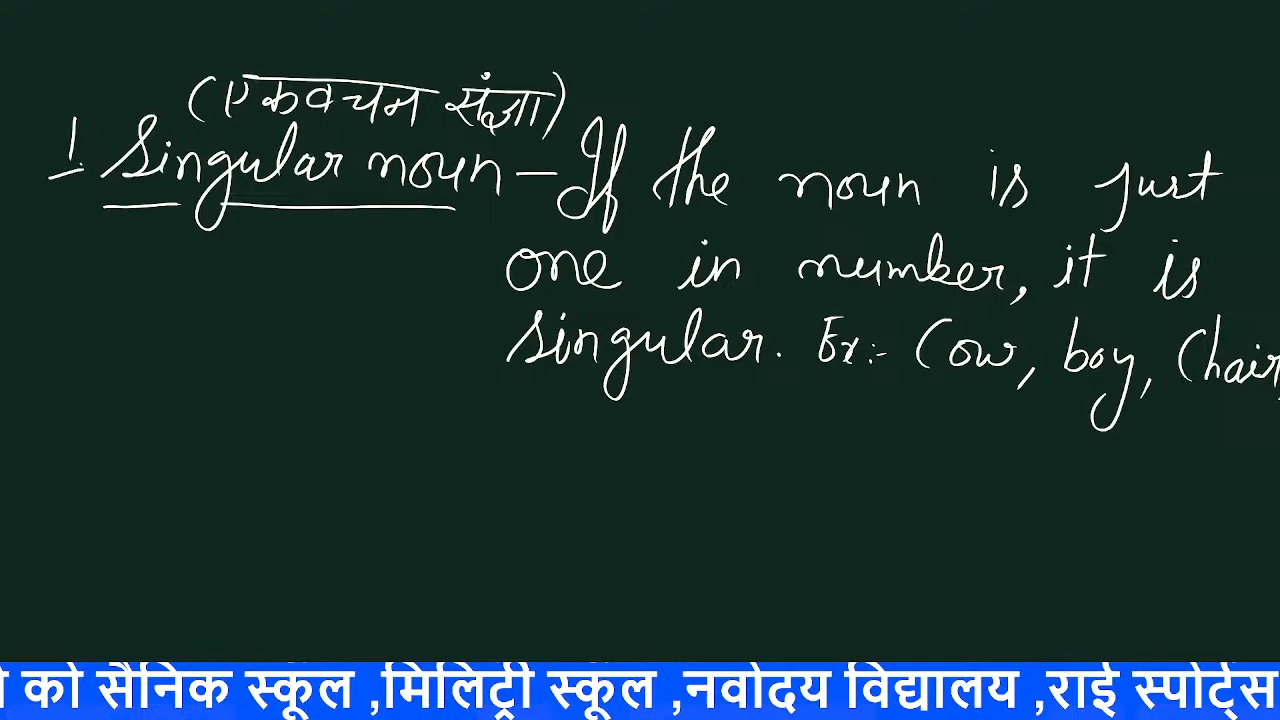 (एकवचन संज्ञा)
1. Singular noun - If the noun is just
one in number, it is
singular. Ex:- Cow, boy, Chair,
को सैनिक स्कूल ,मिलिट्री स्कूल ,नवोदय विद्यालय ,राई स्पोर्ट्स